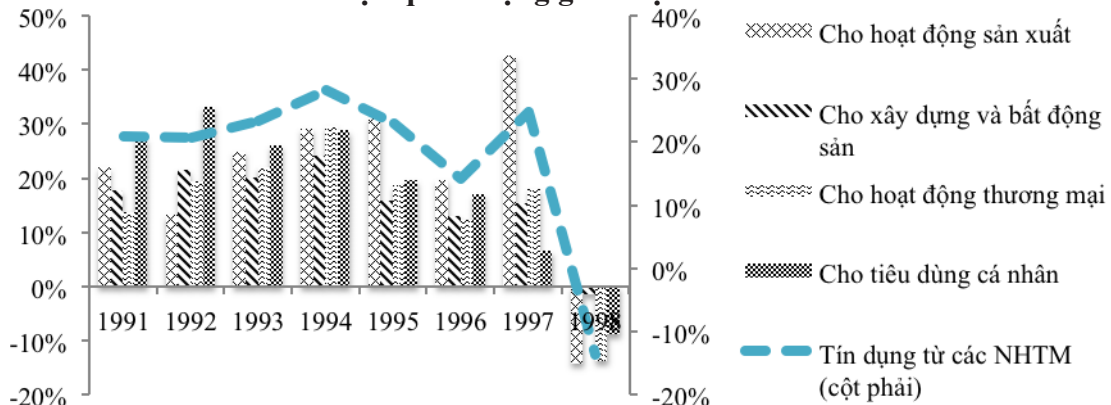 50%
40%
30%
20%
10%
0%
-10%
-20%
40%
30%
20%
10%
0%
-10%
-20%
1991 1992 1993 1994 1995 1996 1997 1998
Cho hoạt động sản xuất
Cho xây dựng và bất động
sản
Cho hoạt động thương mại
Cho tiêu dùng cá nhân
Tín dụng từ các NHTM
(cột phải)